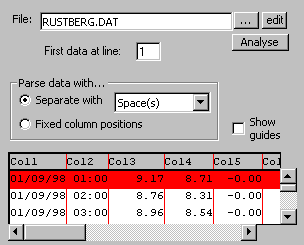 File: RUSTBERG.DAT ... edit
First data at line: 1 Analyse
Parse data with...
Separate with Space(s)
Fixed column positions Show guides
Col1 Col2 Col3 Col4 Col5 Col
01/09/98 01:00 9.17 8.71 -0.00
01/09/98 02:00 8.76 8.31 -0.00
01/09/98 03:00 8.96 8.54 -0.00